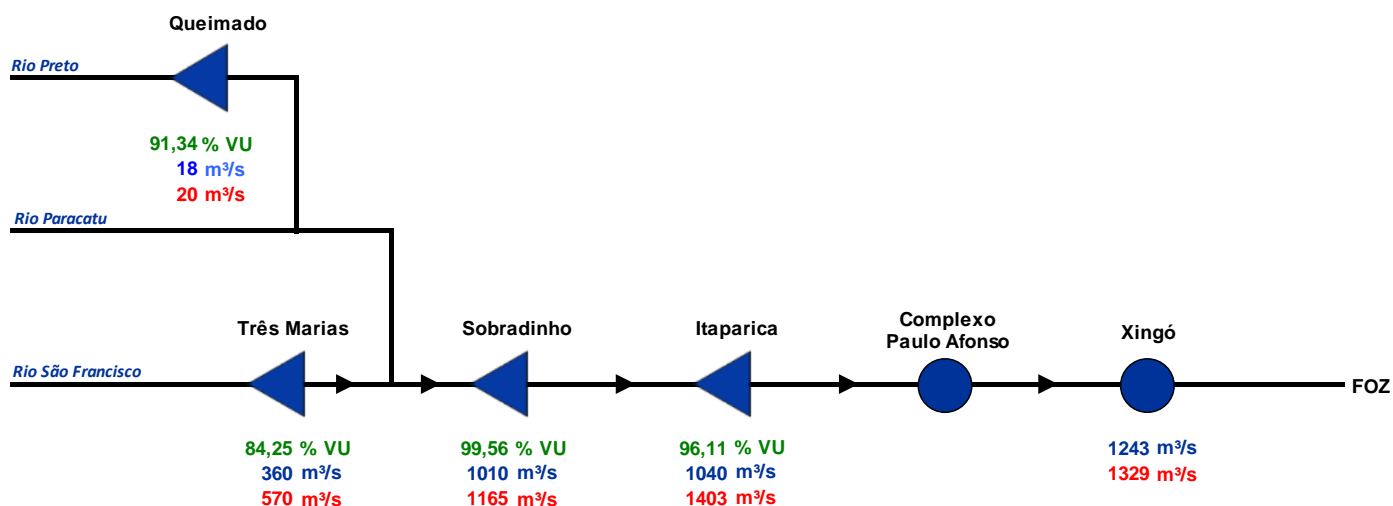 Queimado
Rio Preto
91,34 % VU
18 m³/s
20 m³/s
Rio Paracatu
Três Marias
Sobradinho
Itaparica
Complexo
Paulo Afonso
Xingó
Rio São Francisco
FOZ
84,25 % VU
360 m³/s
570 m³/s
99,56 % VU
1010 m³/s
1165 m³/s
96,11 % VU
1040 m³/s
1403 m³/s
1243 m³/s
1329 m³/s